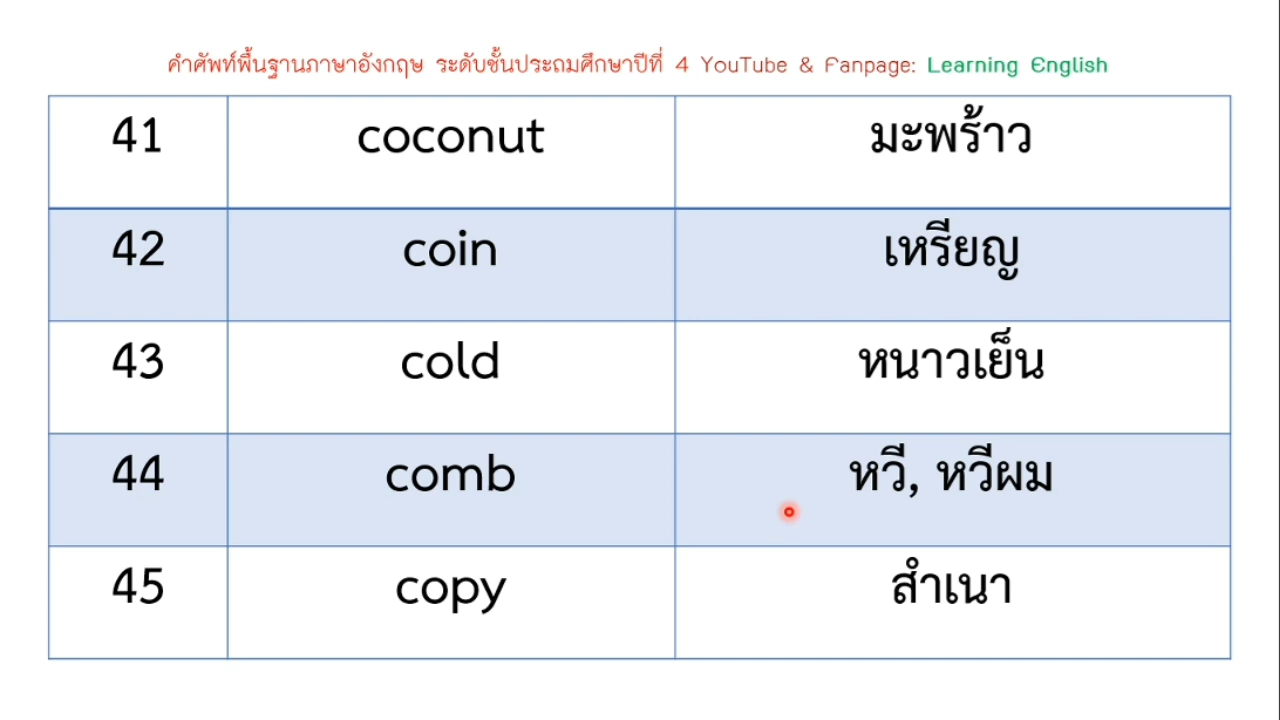 คำศัพท์พื้นฐานภาษาอังกฤษ ระดับชั้นประถมศึกษาปีที่ 4 YouTube & Fanpage: Learning English
41 coconut มะพร้าว
42 coin เหรียญ
43 cold หนาวเย็น
44 comb หวี, หวีผม
45 copy สำเนา